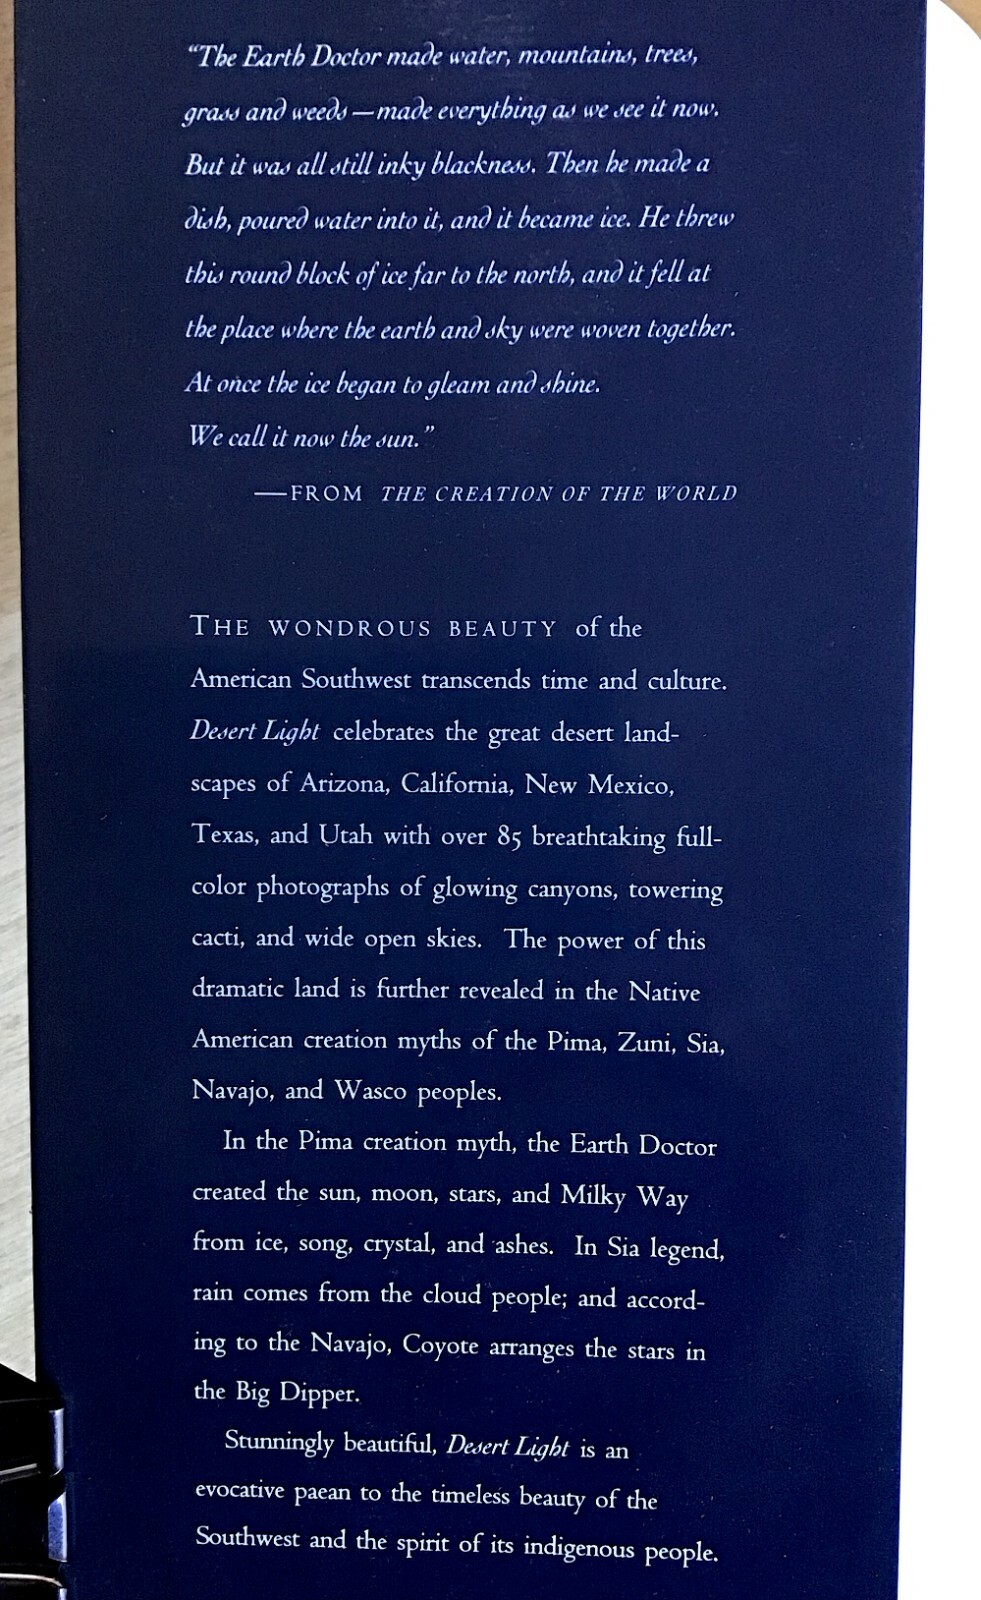 “The Earth Doctor made water, mountains, trees,
grass and weeds—made everything as we see it now.
But it was all still inky blackness. Then he made a
dish, poured water into it, and it became ice. He threw
this round block of ice far to the north, and it fell at
the place where the earth and sky were woven together.
At once the ice began to gleam and shine.
We call it now the sun.”
—FROM THE CREATION OF THE WORLD
THE WONDROUS BEAUTY of the
American Southwest transcends time and culture.
Desert Light celebrates the great desert land-
scapes of Arizona, California, New Mexico,
Texas, and Utah with over 85 breathtaking full-
color photographs of glowing canyons, towering
cacti, and wide open skies. The power of this
dramatic land is further revealed in the Native
American creation myths of the Pima, Zuni, Sia,
Navajo, and Wasco peoples.
In the Pima creation myth, the Earth Doctor
created the sun, moon, stars, and Milky Way
from ice, song, crystal, and ashes. In Sia legend,
rain comes from the cloud people; and accord-
ing to the Navajo, Coyote arranges the stars in
the Big Dipper.
Stunningly beautiful, Desert Light is an
evocative paean to the timeless beauty of the
Southwest and the spirit of its indigenous people.